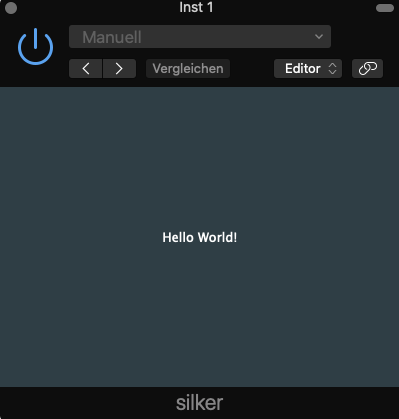 Inst 1
Manuell
Vergleichen
Editor
Hello World!
silker